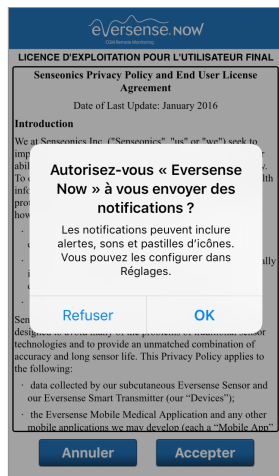 eversense NOW
CGM Remote Monitoring
LICENCE D'EXPLOITATION POUR L'UTILISATEUR FINAL
Senseonics Privacy Policy and End User License
Agreement
Date of Last Update: January 2016
Introduction
We at Senseonics Inc. ("Senseonics", "us" or "we") seek to
Autorisez-vous « Eversense
Now » à vous envoyer des
notifications ?
Les notifications peuvent inclure
alertes, sons et pastilles d'icônes.
Vous pouvez les configurer dans
Réglages.
Refuser
OK
designed to avoid many of the problems of traditional sensor
technologies and to provide an unmatched combination of
accuracy and long sensor life. This Privacy Policy applies to
the following:
· data collected by our subcutaneous Eversense Sensor and
our Eversense Smart Transmitter (our "Devices");
· the Eversense Mobile Medical Application and any other
mobile applications we may develop (each a "Mobile App"
Annuler
Accepter